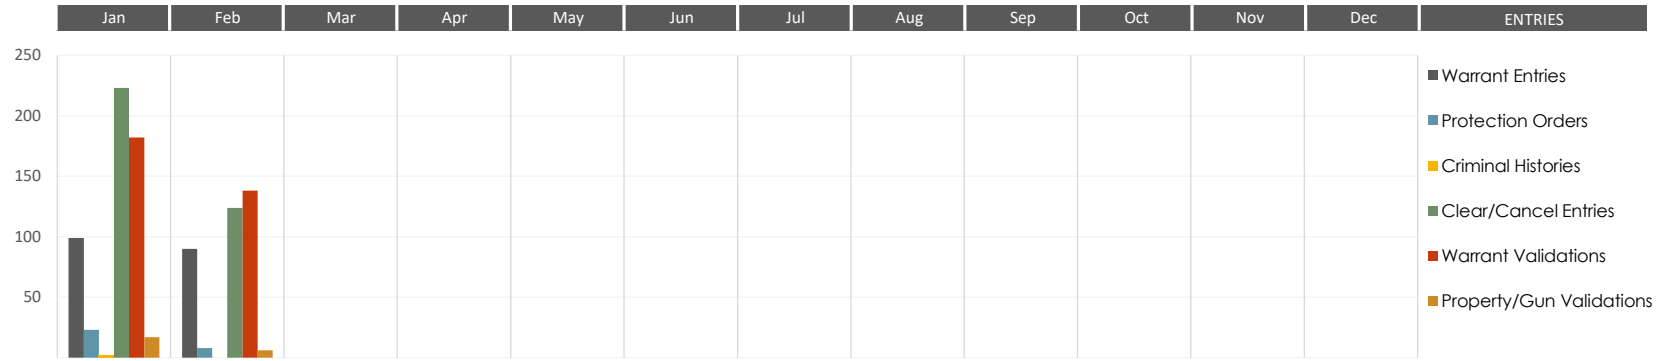 Jan Feb Mar Apr May Jun Jul Aug Sep Oct Nov Dec ENTRIES
250
200
150
100
50
Warrant Entries
Protection Orders
Criminal Histories
Clear/Cancel Entries
Warrant Validations
Property/Gun Validations